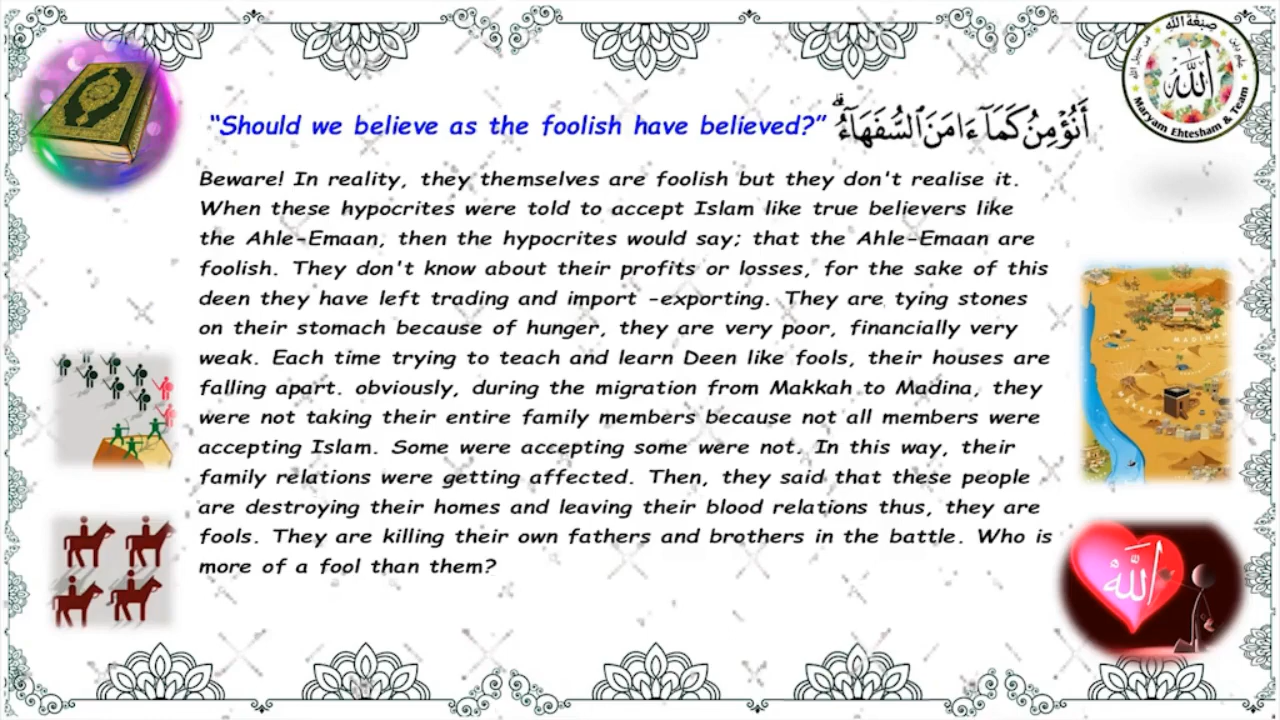 صبغة الله
الله
Maryam Ehtesham & Team
“Should we believe as the foolish have believed?” أَنُؤْمِنُ كَمَآ ءَامَنَ ٱلسُّفَهَآءُ ۗ
Beware! In reality, they themselves are foolish but they don't realise it.
When these hypocrites were told to accept Islam like true believers like
the Ahle-Emaan, then the hypocrites would say; that the Ahle-Emaan are
foolish. They don't know about their profits or losses, for the sake of this
deen they have left trading and import -exporting. They are tying stones
on their stomach because of hunger, they are very poor, financially very
weak. Each time trying to teach and learn Deen like fools, their houses are
falling apart. obviously, during the migration from Makkah to Madina, they
were not taking their entire family members because not all members were
accepting Islam. Some were accepting some were not. In this way, their
family relations were getting affected. Then, they said that these people
are destroying their homes and leaving their blood relations thus, they are
fools. They are killing their own fathers and brothers in the battle. Who is
more of a fool than them?
الله